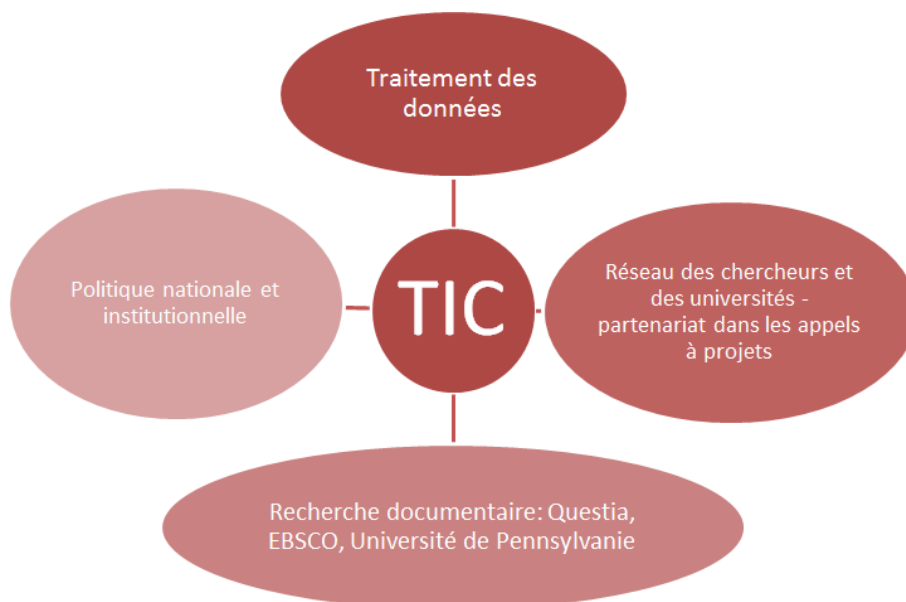 Traitement des
données
Politique nationale et
institutionnelle
TIC
Réseau des chercheurs et
des universités -
partenariat dans les appels
à projets
Recherche documentaire: Questia,
EBSCO, Université de Pennsylvanie